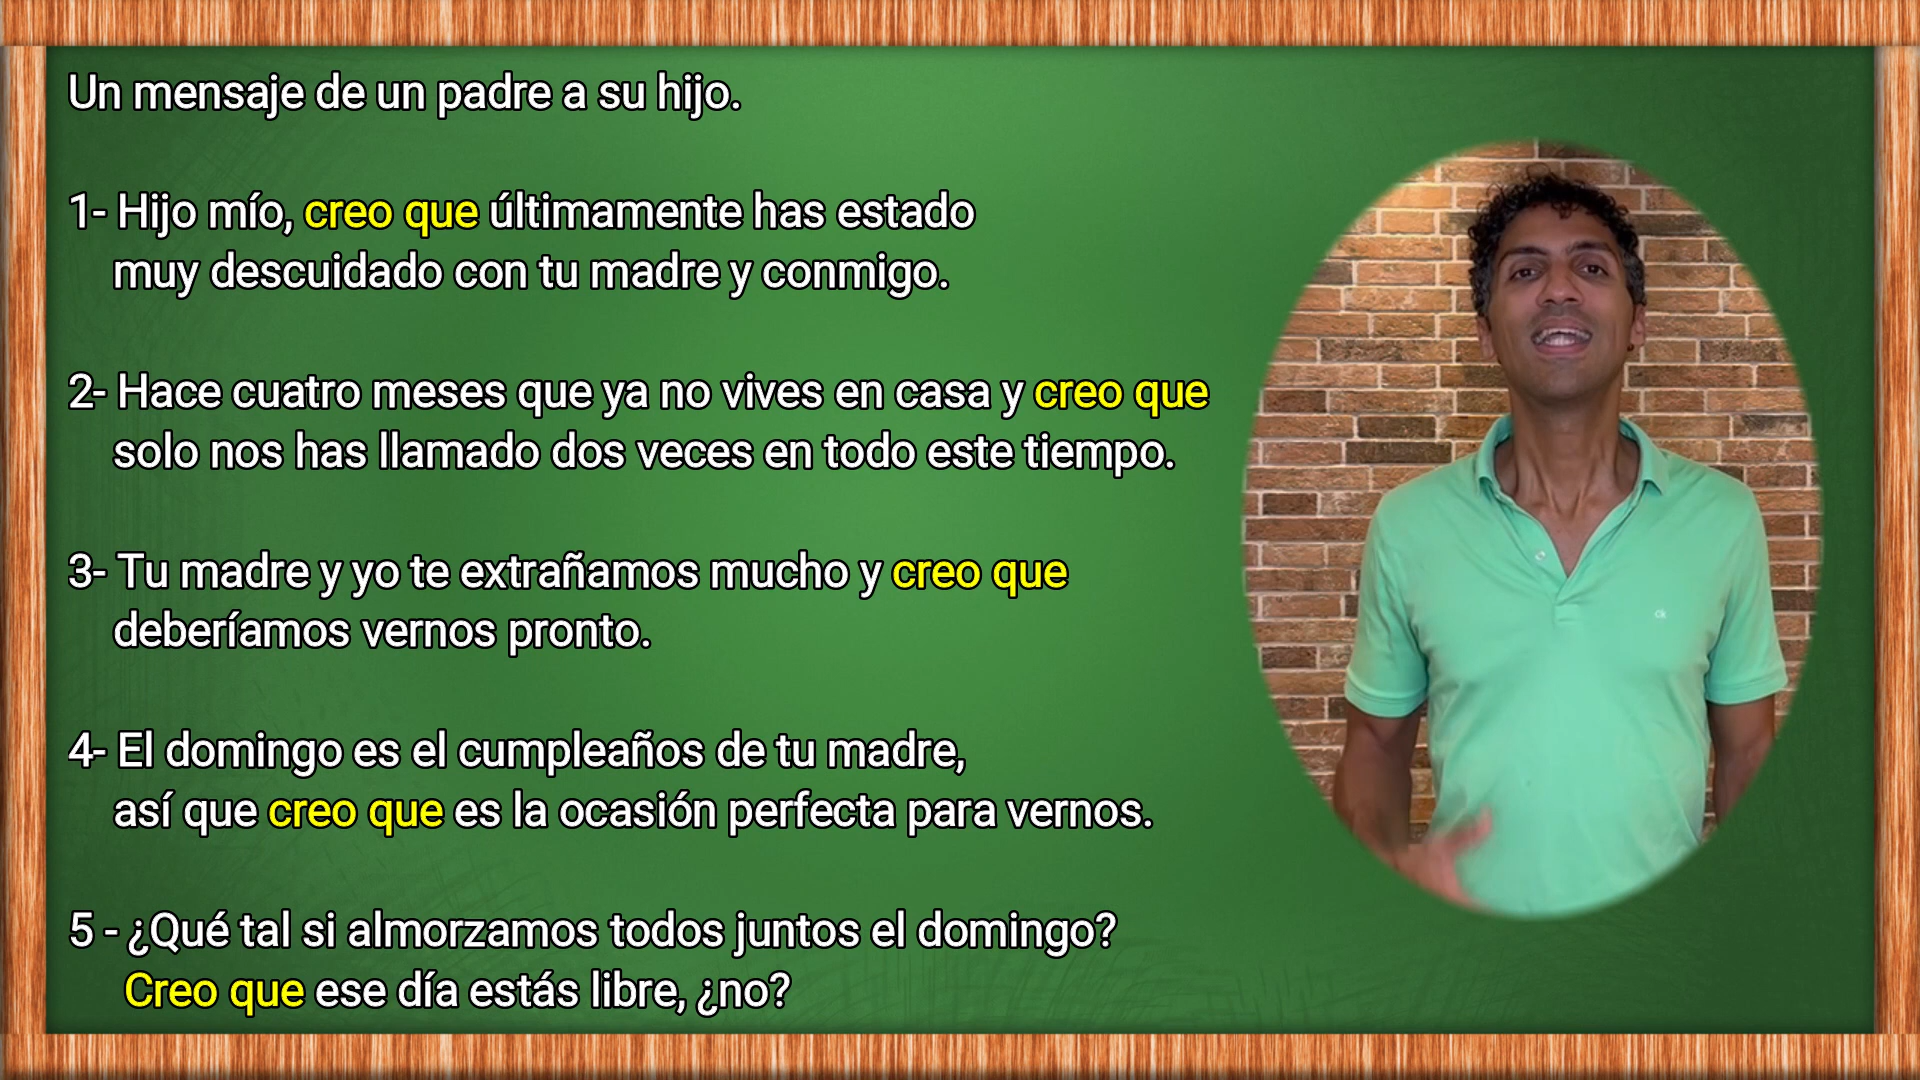 Un mensaje de un padre a su hijo.
1- Hijo mío, creo que últimamente has estado
muy descuidado con tu madre y conmigo.
2- Hace cuatro meses que ya no vives en casa y creo que
solo nos has llamado dos veces en todo este tiempo.
3- Tu madre y yo te extrañamos mucho y creo que
deberíamos vernos pronto.
4- El domingo es el cumpleaños de tu madre,
así que creo que es la ocasión perfecta para vernos.
5 - ¿Qué tal si almorzamos todos juntos el domingo?
Creo que ese día estás libre, ¿no?
ck